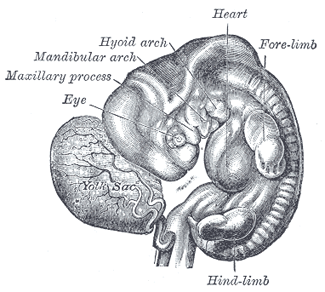 Heart
Hyoid arch
Fore-limb
Mandibular arch
Maxillary process
Eye
Yolk Sac
Hind-limb